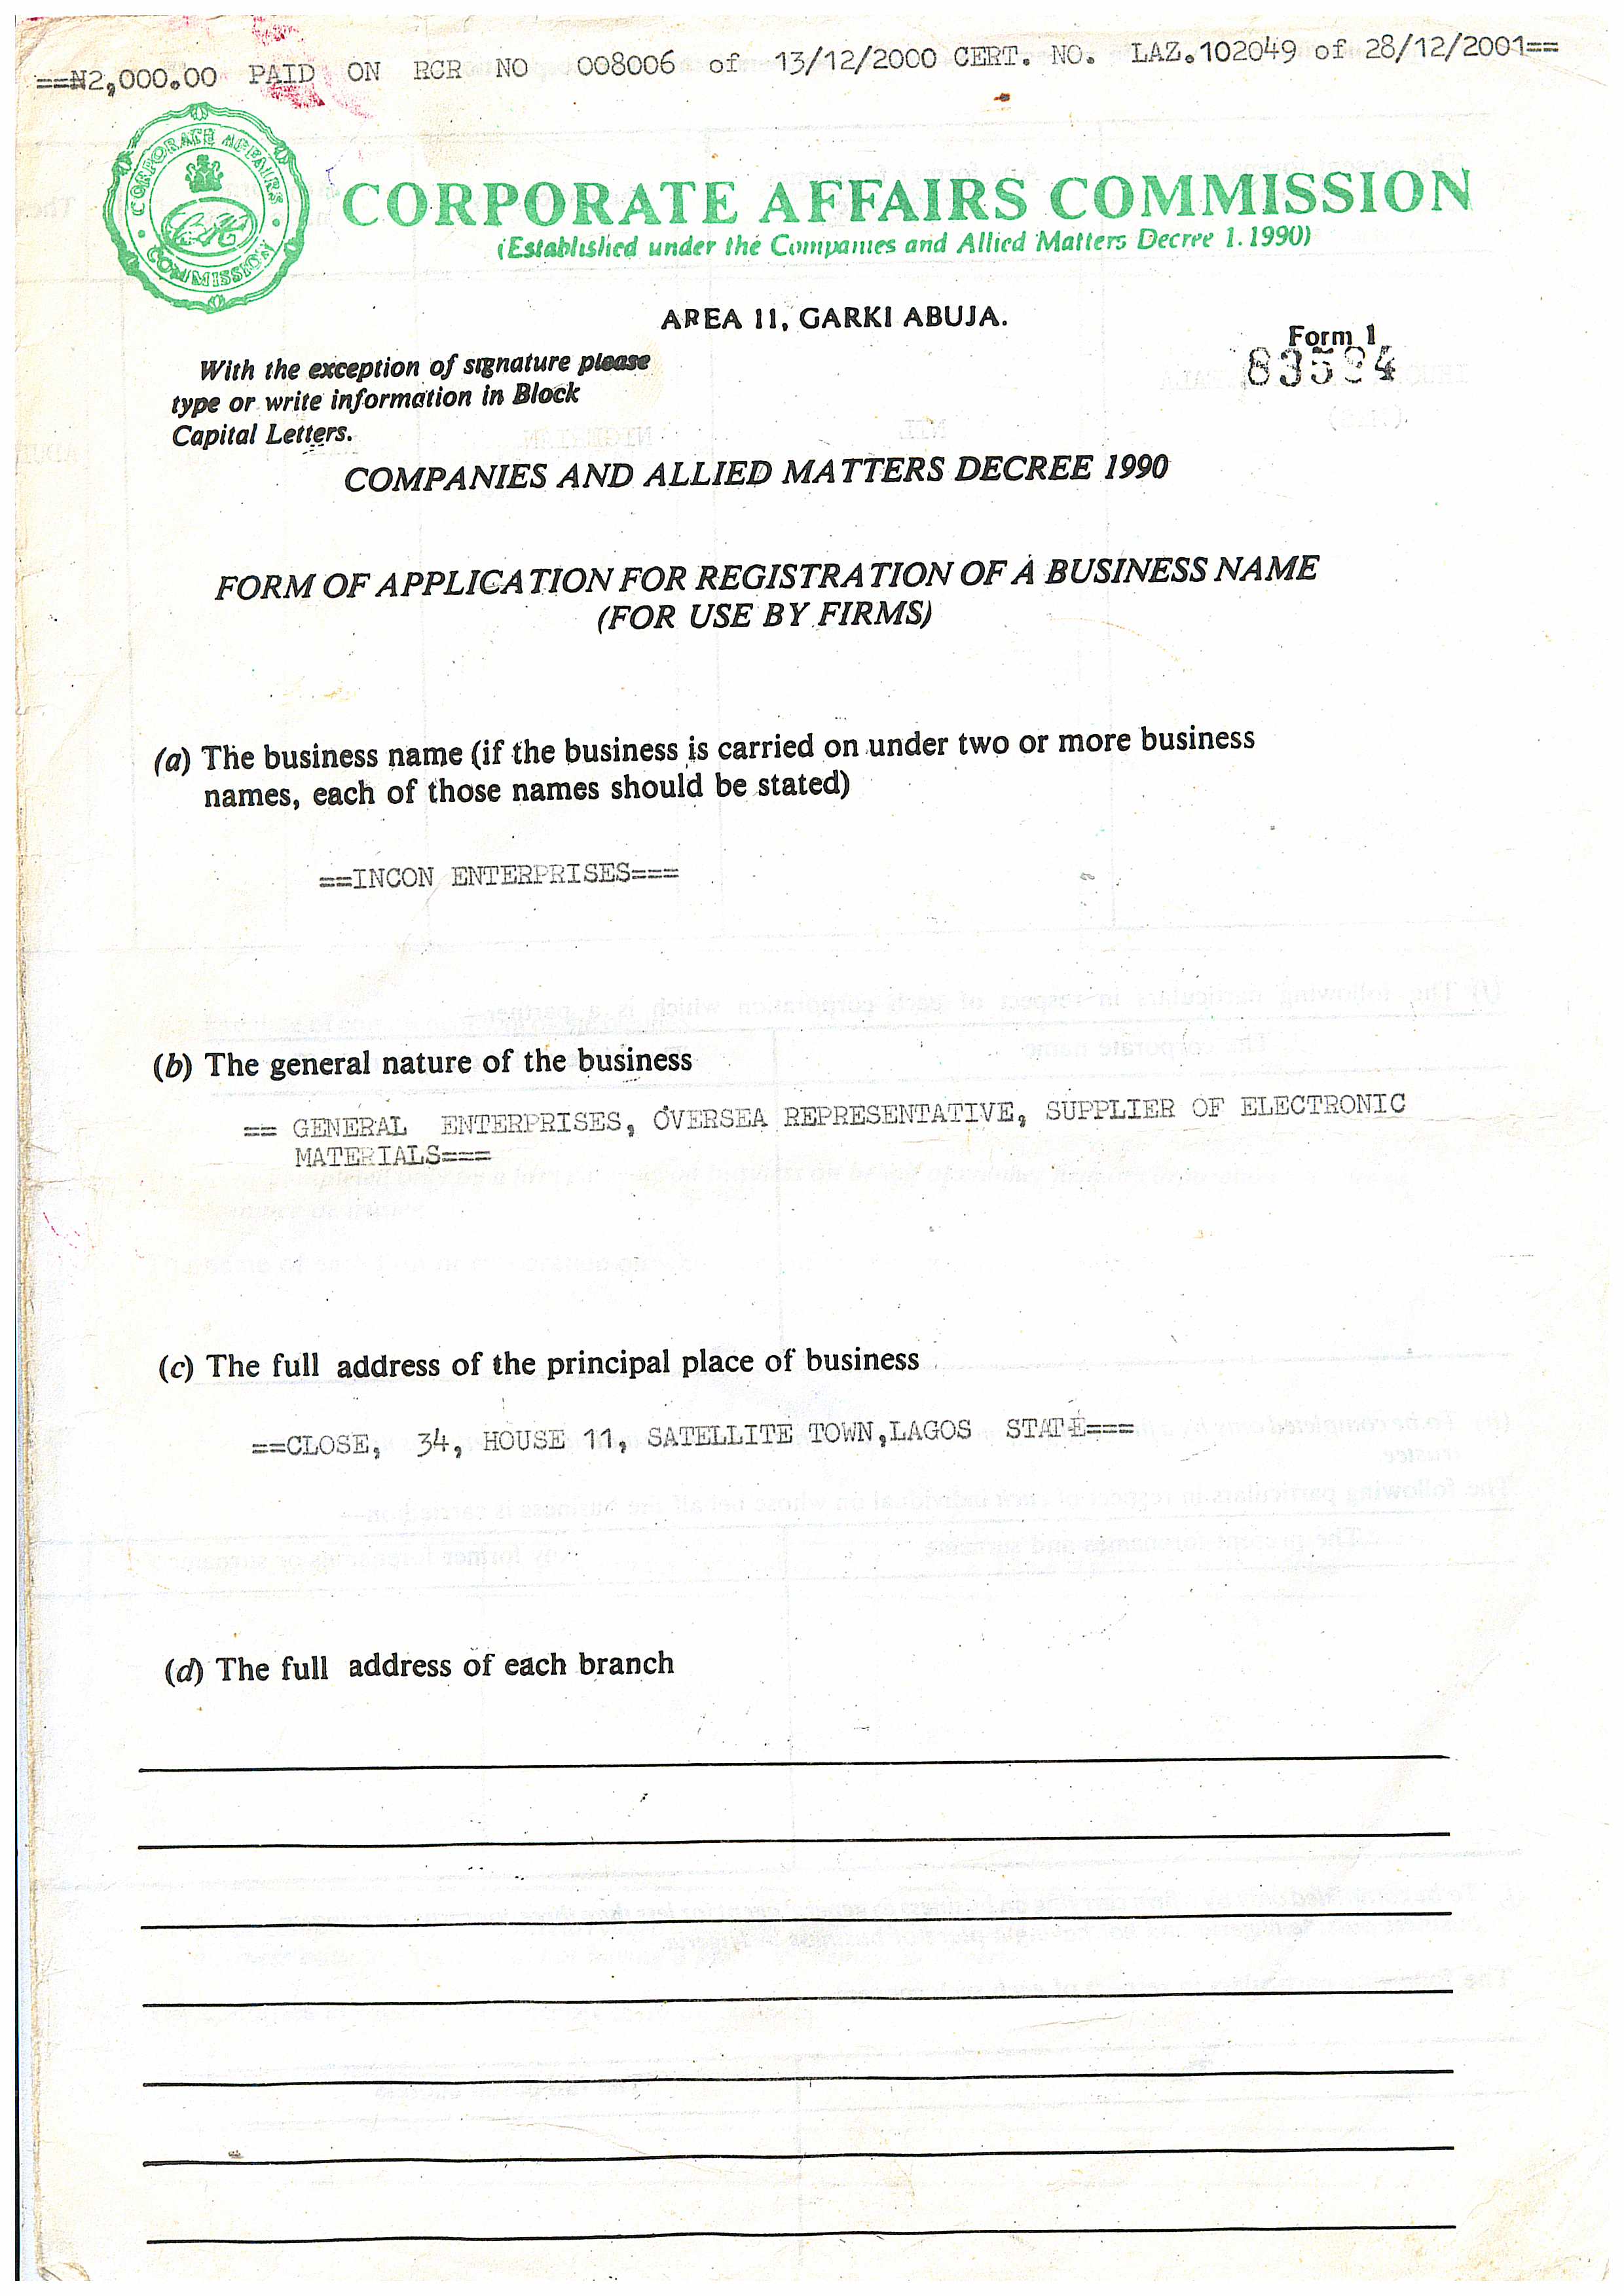 ==₦2,000.00 PAID ON RCR NO 008006 of 13/12/2000 CERT. NO. LAZ.102049 of 28/12/2001==
CORPORATE AFFAIRS
COMMISSION
CORPORATE AFFAIRS COMMISSION
(Established under the Companies and Allied Matters Decree 1.1990)
AREA 11, GARKI ABUJA.
Form 1
With the exception of signature please
type or write information in Block
Capital Letters.
COMPANIES AND ALLIED MATTERS DECREE 1990
FORM OF APPLICATION FOR REGISTRATION OF A BUSINESS NAME
(FOR USE BY FIRMS)
(a) The business name (if the business is carried on under two or more business
names, each of those names should be stated)
==INCON ENTERPRISES===
(b) The general nature of the business
== GENERAL ENTERPRISES, OVERSEA REPRESENTATIVE, SUPPLIER OF ELECTRONIC
MATERIALS===
(c) The full address of the principal place of business
==CLOSE, 34, HOUSE 11, SATELLITE TOWN,LAGOS STATE===
(d) The full address of each branch